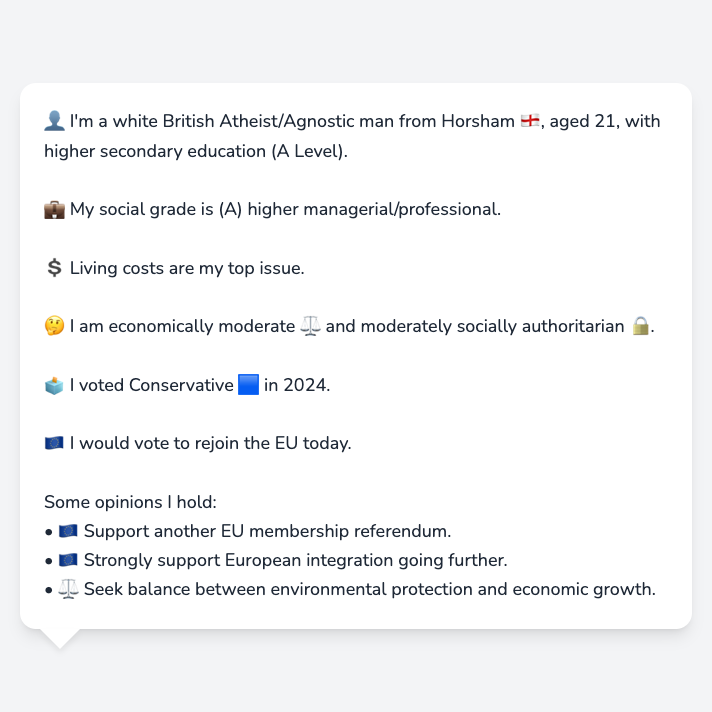 👤 I'm a white British Atheist/Agnostic man from Horsham 🏴󠁧󠁢󠁥󠁮󠁧󠁿, aged 21, with
higher secondary education (A Level).
💼 My social grade is (A) higher managerial/professional.
💲 Living costs are my top issue.
🤔 I am economically moderate ⚖️ and moderately socially authoritarian 🔒.
🗳️ I voted Conservative 🟦 in 2024.
🇪🇺 I would vote to rejoin the EU today.
Some opinions I hold:
• 🇪🇺 Support another EU membership referendum.
• 🇪🇺 Strongly support European integration going further.
• ⚖️ Seek balance between environmental protection and economic growth.